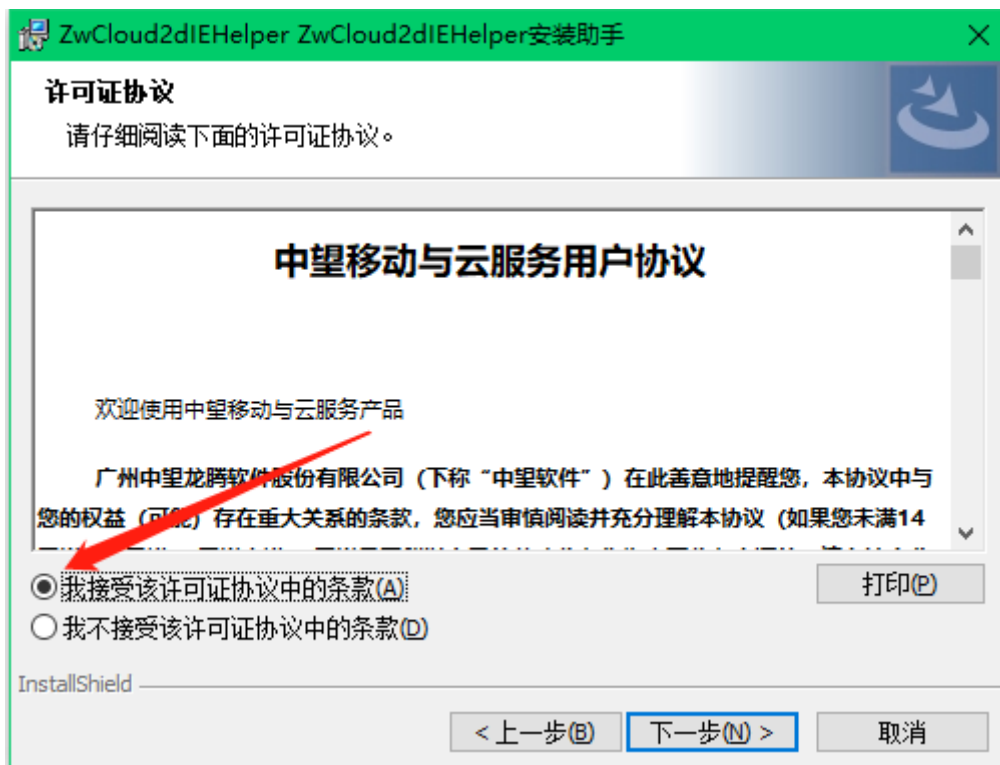 ZwCloud2dIEHelper ZwCloud2dIEHelper安装助手
许可证协议
请仔细阅读下面的许可证协议。
中望移动与云服务用户协议
欢迎使用中望移动与云服务产品
广州中望龙腾软件股份有限公司（下称“中望软件”）在此善意地提醒您，本协议中与
您的权益（可能）存在重大关系的条款，您应当审慎阅读并充分理解本协议（如果您未满14
我接受该许可证协议中的条款(A)
打印(P)
我不接受该许可证协议中的条款(D)
InstallShield
<上一步(B)
下一步(N) >
取消